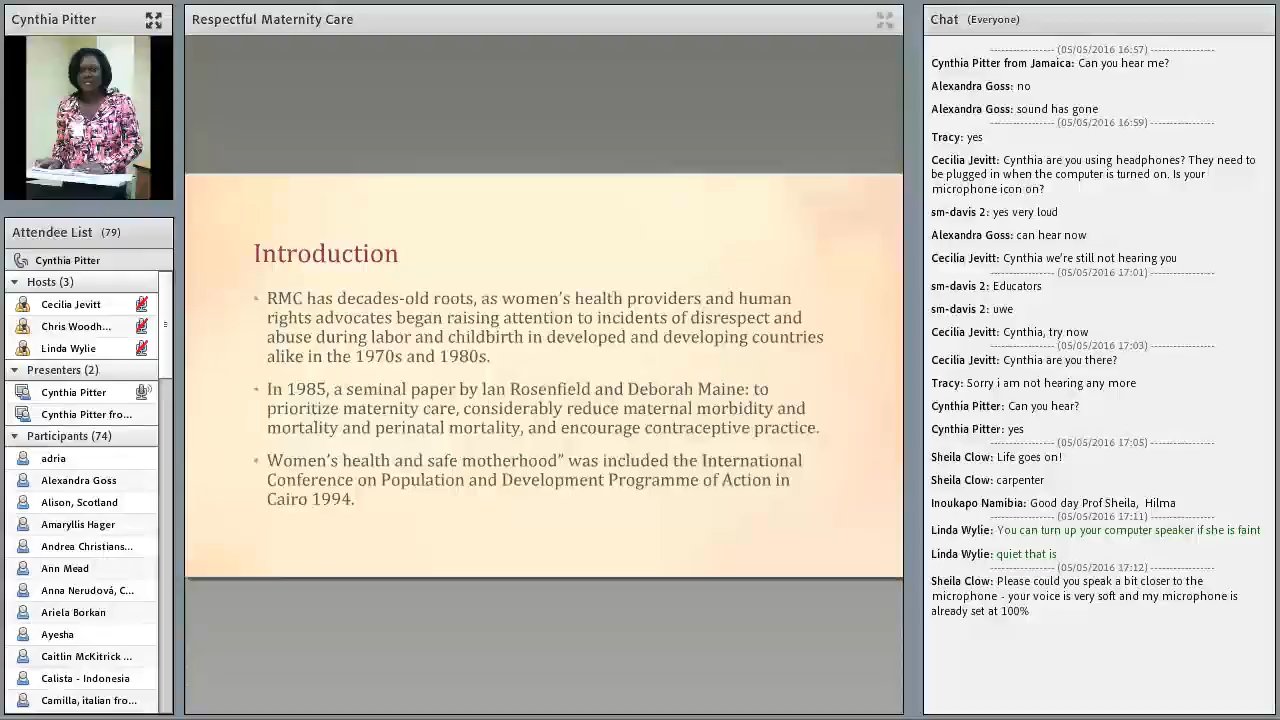 Cynthia Pitter
Respectful Maternity Care
Chat (Everyone)
Attendee List (79)
Cynthia Pitter
Hosts (3)
Cecilia Jevitt
Chris Woodh...
Linda Wylie
Presenters (2)
Cynthia Pitter
Cynthia Pitter fro...
Participants (74)
adria
Alexandra Goss
Alison, Scotland
Amaryllis Hager
Andrea Christians...
Ann Mead
Anna Nerudová, C...
Ariela Borkan
Ayesha
Caitlin McKitrick ...
Calista - Indonesia
Camilla, italian fro...
Introduction
• RMC has decades-old roots, as women's health providers and human
rights advocates began raising attention to incidents of disrespect and
abuse during labor and childbirth in developed and developing countries
alike in the 1970s and 1980s.
• In 1985, a seminal paper by lan Rosenfield and Deborah Maine: to
prioritize maternity care, considerably reduce maternal morbidity and
mortality and perinatal mortality, and encourage contraceptive practice.
• Women's health and safe motherhood" was included the International
Conference on Population and Development Programme of Action in
Cairo 1994.
------------------ (05/05/2016 16:57) ------------------
Cynthia Pitter from Jamaica: Can you hear me?
Alexandra Goss: no
Alexandra Goss: sound has gone
------------------ (05/05/2016 16:59) ------------------
Tracy: yes
Cecilia Jevitt: Cynthia are you using headphones? They need to
be plugged in when the computer is turned on. Is your
microphone icon on?
sm-davis 2: yes very loud
Alexandra Goss: can hear now
Cecilia Jevitt: Cynthia we're still not hearing you
------------------ (05/05/2016 17:01) ------------------
sm-davis 2: Educators
sm-davis 2: uwe
Cecilia Jevitt: Cynthia, try now
------------------ (05/05/2016 17:03) ------------------
Cecilia Jevitt: Cynthia are you there?
Tracy: Sorry i am not hearing any more
Cynthia Pitter: Can you hear?
Cynthia Pitter: yes
------------------ (05/05/2016 17:05) ------------------
Sheila Clow: Life goes on!
Sheila Clow: carpenter
Inoukapo Namibia: Good day Prof Sheila, Hilma
------------------ (05/05/2016 17:11) ------------------
Linda Wylie: You can turn up your computer speaker if she is faint
Linda Wylie: quiet that is
------------------ (05/05/2016 17:12) ------------------
Sheila Clow: Please could you speak a bit closer to the
microphone - your voice is very soft and my microphone is
already set at 100%